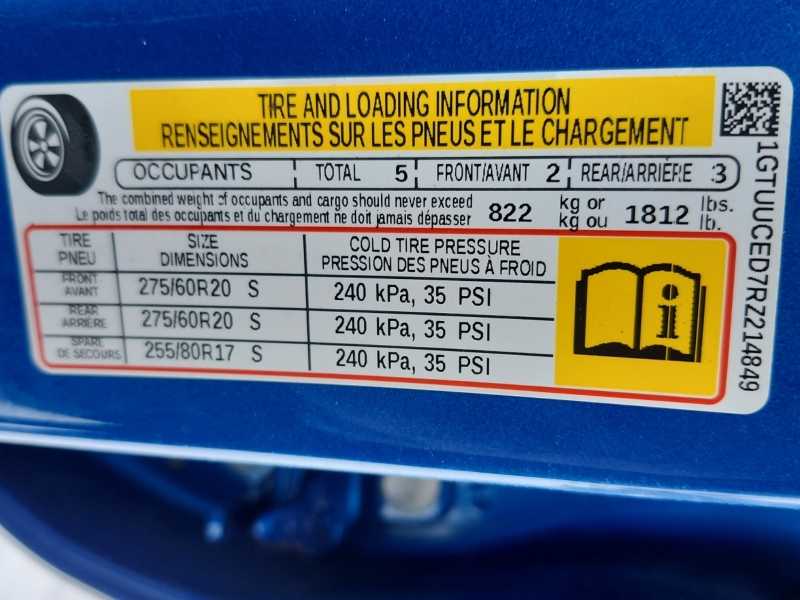 TIRE AND LOADING INFORMATION
RENSEIGNEMENTS SUR LES PNEUS ET LE CHARGEMENT
OCCUPANTS TOTAL 5 FRONT/AVANT 2 REAR/ARRIÈRE 3
The combined weight of occupants and cargo should never exceed 822 kg or 1812 lbs.
Le poids total des occupants et du chargement ne doit jamais dépasser kg ou lb.
TIRE SIZE COLD TIRE PRESSURE
PNEU DIMENSIONS PRESSION DES PNEUS À FROID
FRONT
AVANT 275/60R20 S 240 kPa, 35 PSI
REAR
ARRIÈRE 275/60R20 S 240 kPa, 35 PSI
SPARE
DE SECOURS 255/80R17 S 240 kPa, 35 PSI
i
1GTUUCED7RZ214849